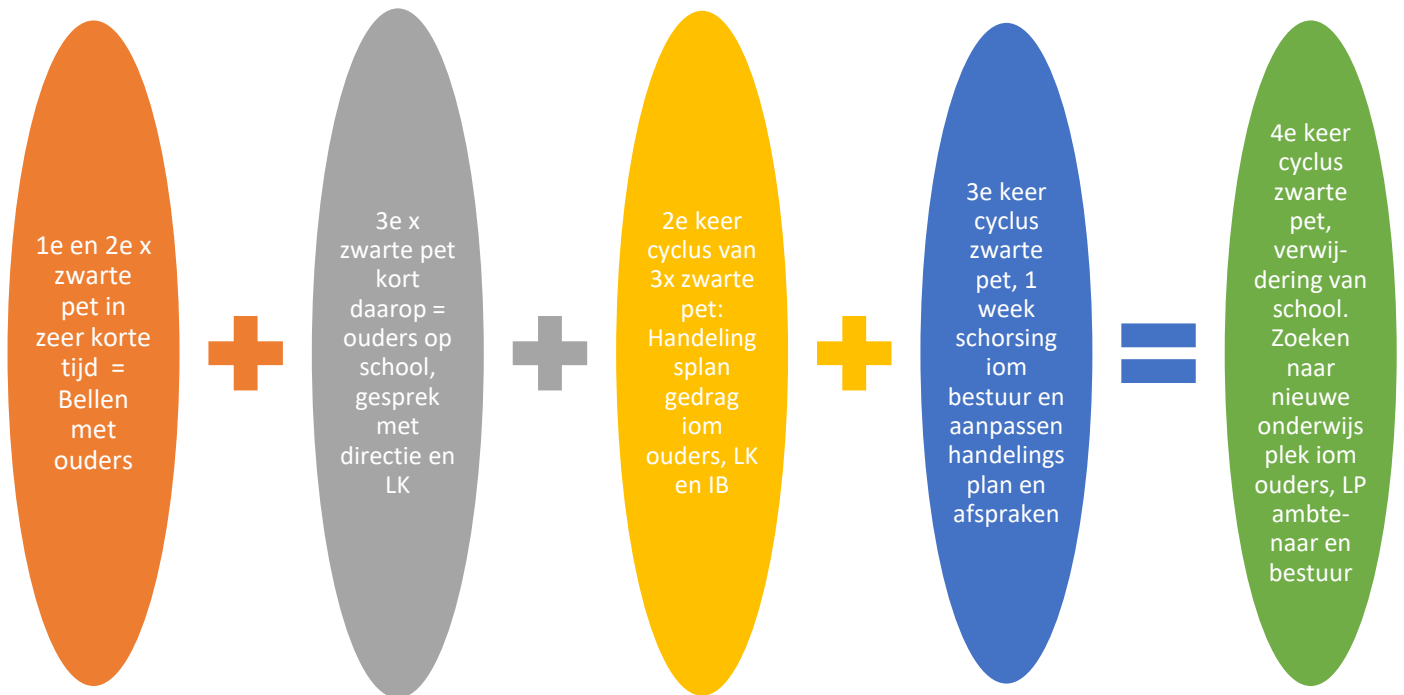 1e en 2e x
zwarte
pet in
zeer korte
tijd =
Bellen
met
ouders
3e x
zwarte pet
kort
daarop =
ouders op
school,
gesprek
met
directie en
LK
2e keer
cyclus van
3x zwarte
pet:
Handeling
splan
gedrag
iom
ouders, LK
en IB
3e keer
cyclus
zwarte
pet, 1
week
schorsing
iom
bestuur en
aanpassen
handelings
plan en
afspraken
4e keer
cyclus
zwarte
pet,
verwij-
dering van
school.
Zoeken
naar
nieuwe
onderwijs
plek iom
ouders, LP
ambte-
naar en
bestuur